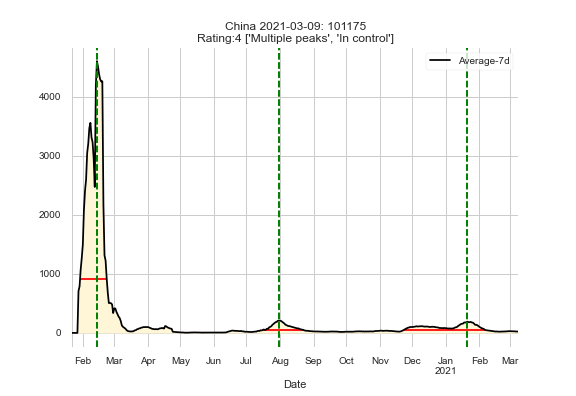 China 2021-03-09: 101175
Rating:4 ['Multiple peaks', 'In control']
Average-7d
4000
3000
2000
1000
0
Feb Mar Apr May Jun Jul Aug Sep Oct Nov Dec Jan Feb Mar
2021
Date